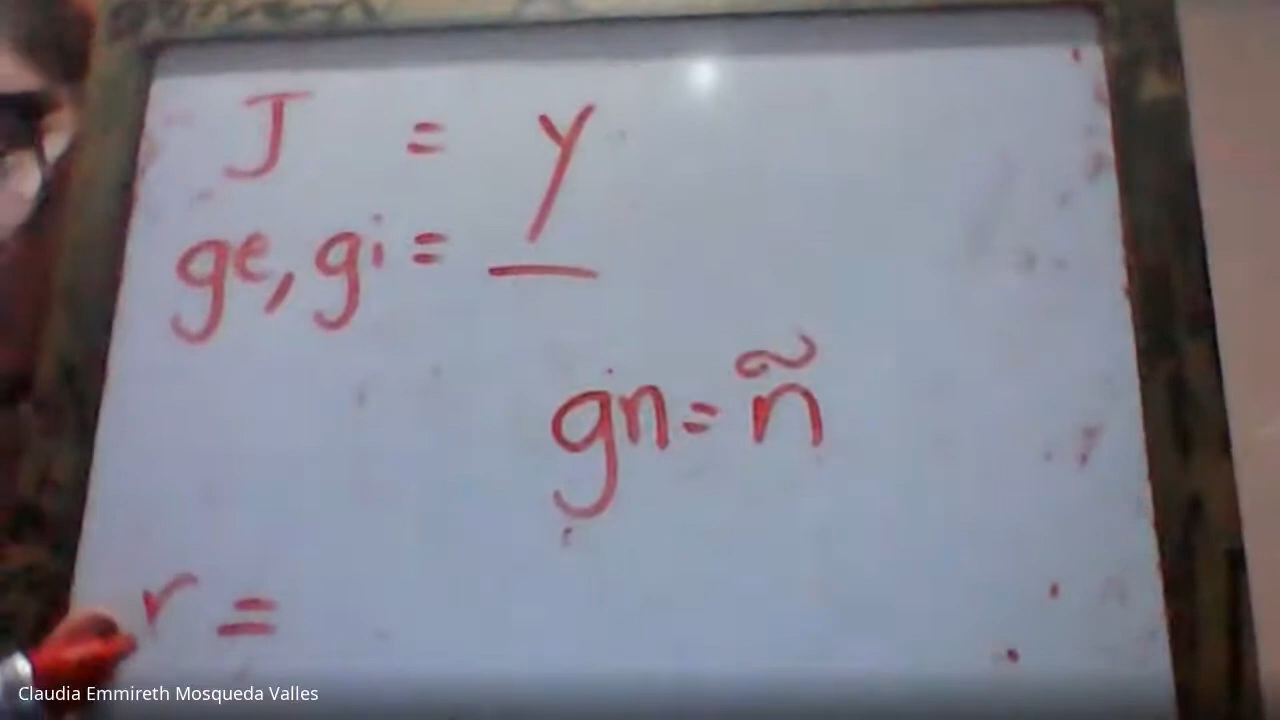 J = y
ge, gi = _
gn = ñ
r =
Claudia Emmireth Mosqueda Valles